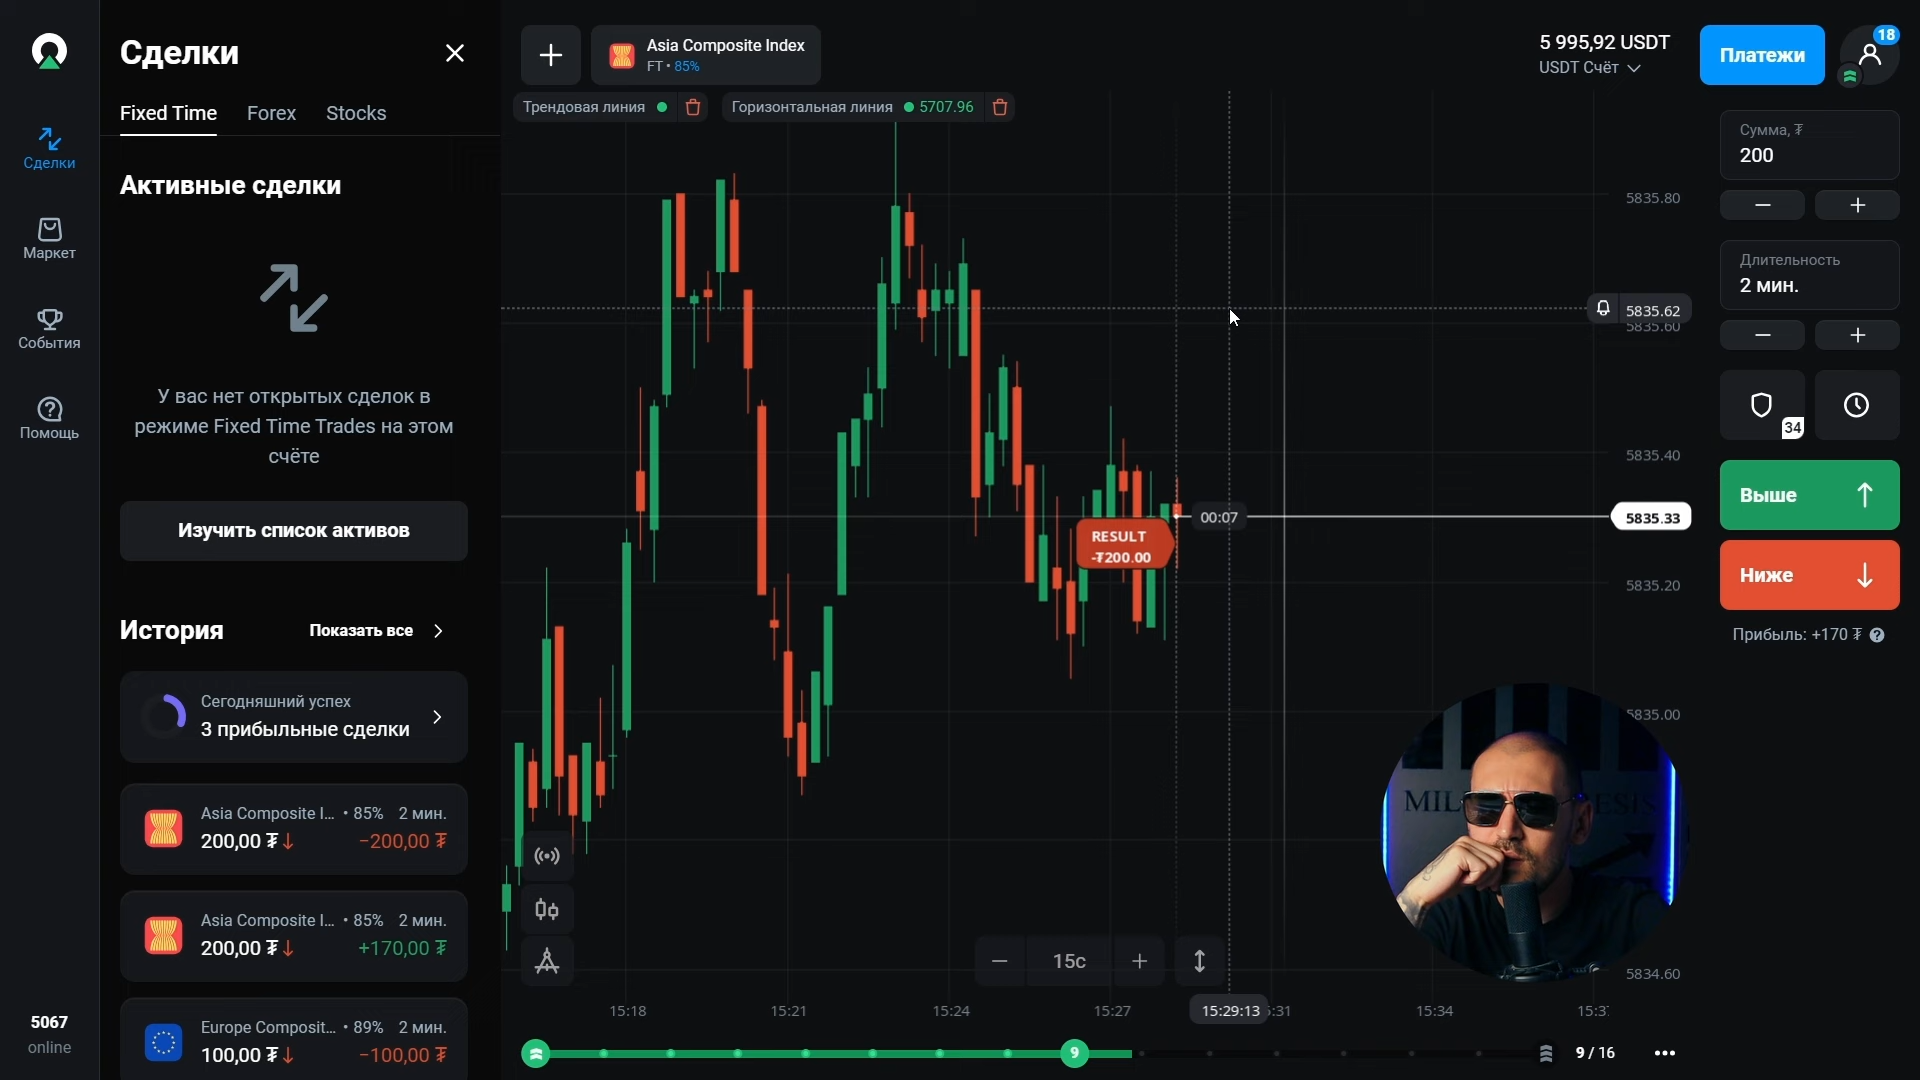 Сделки
Asia Composite Index
FT • 85%
5 995,92 USDT
USDT Счёт
Платежи
18
Fixed Time
Forex
Stocks
Трендовая линия
Горизонтальная линия
5707.96
Сделки
Маркет
События
Помощь
Активные сделки
У вас нет открытых сделок в
режиме Fixed Time Trades на этом
счёте
Изучить список активов
История
Показать все
Сегодняшний успех
3 прибыльные сделки
Asia Composite I... • 85% 2 мин.
200,00 ₮ ↓ −200,00 ₮
Asia Composite I... • 85% 2 мин.
200,00 ₮ ↓ +170,00 ₮
Europe Composit... • 89% 2 мин.
100,00 ₮ ↓ −100,00 ₮
5067
online
RESULT
-₮200.00
00:07
5835.80
5835.62
5835.60
5835.40
5835.33
5835.20
5835.00
5834.60
Сумма, ₮
200
Длительность
2 мин.
34
Выше
Ниже
Прибыль: +170 ₮
15с
15:18
15:21
15:24
15:27
15:29:13
15:34
9
9 / 16